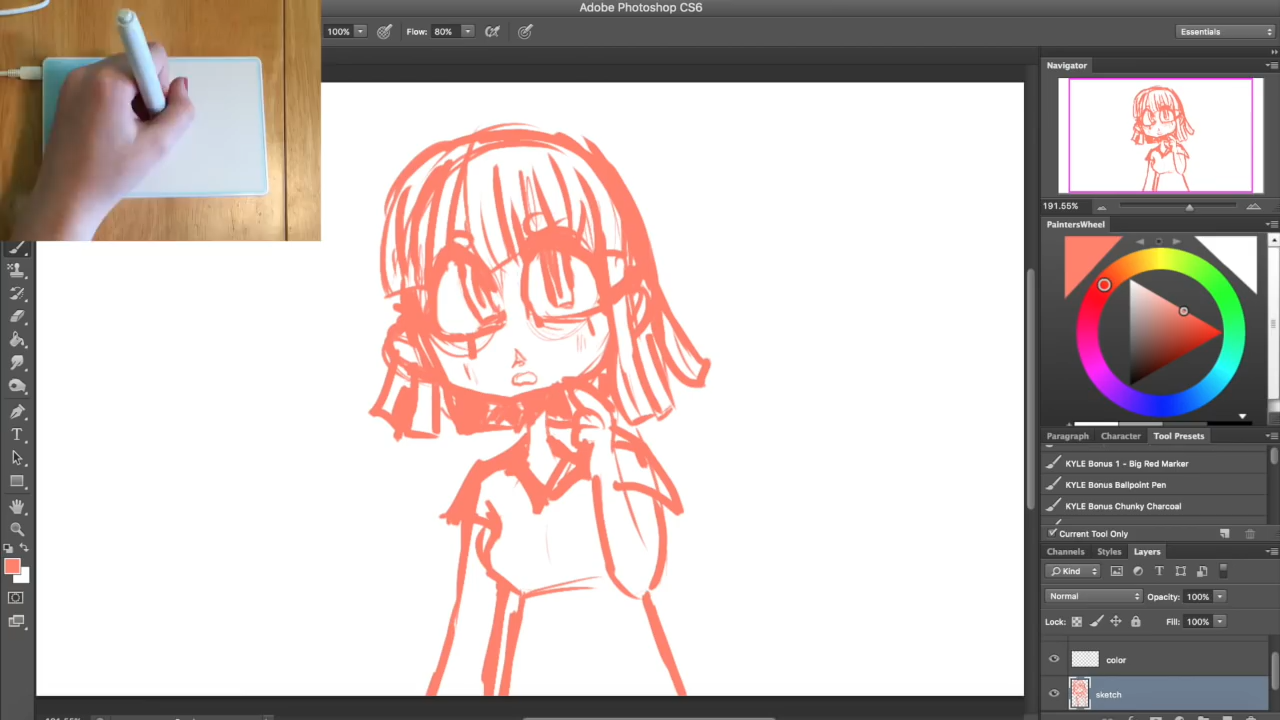 Adobe Photoshop CS6
100%
Flow: 80%
Essentials
Navigator
191.55%
PaintersWheel
Paragraph Character Tool Presets
KYLE Bonus 1 - Big Red Marker
KYLE Bonus Ballpoint Pen
KYLE Bonus Chunky Charcoal
Current Tool Only
Channels Styles Layers
Kind
Normal Opacity: 100%
Lock: Fill: 100%
color
sketch